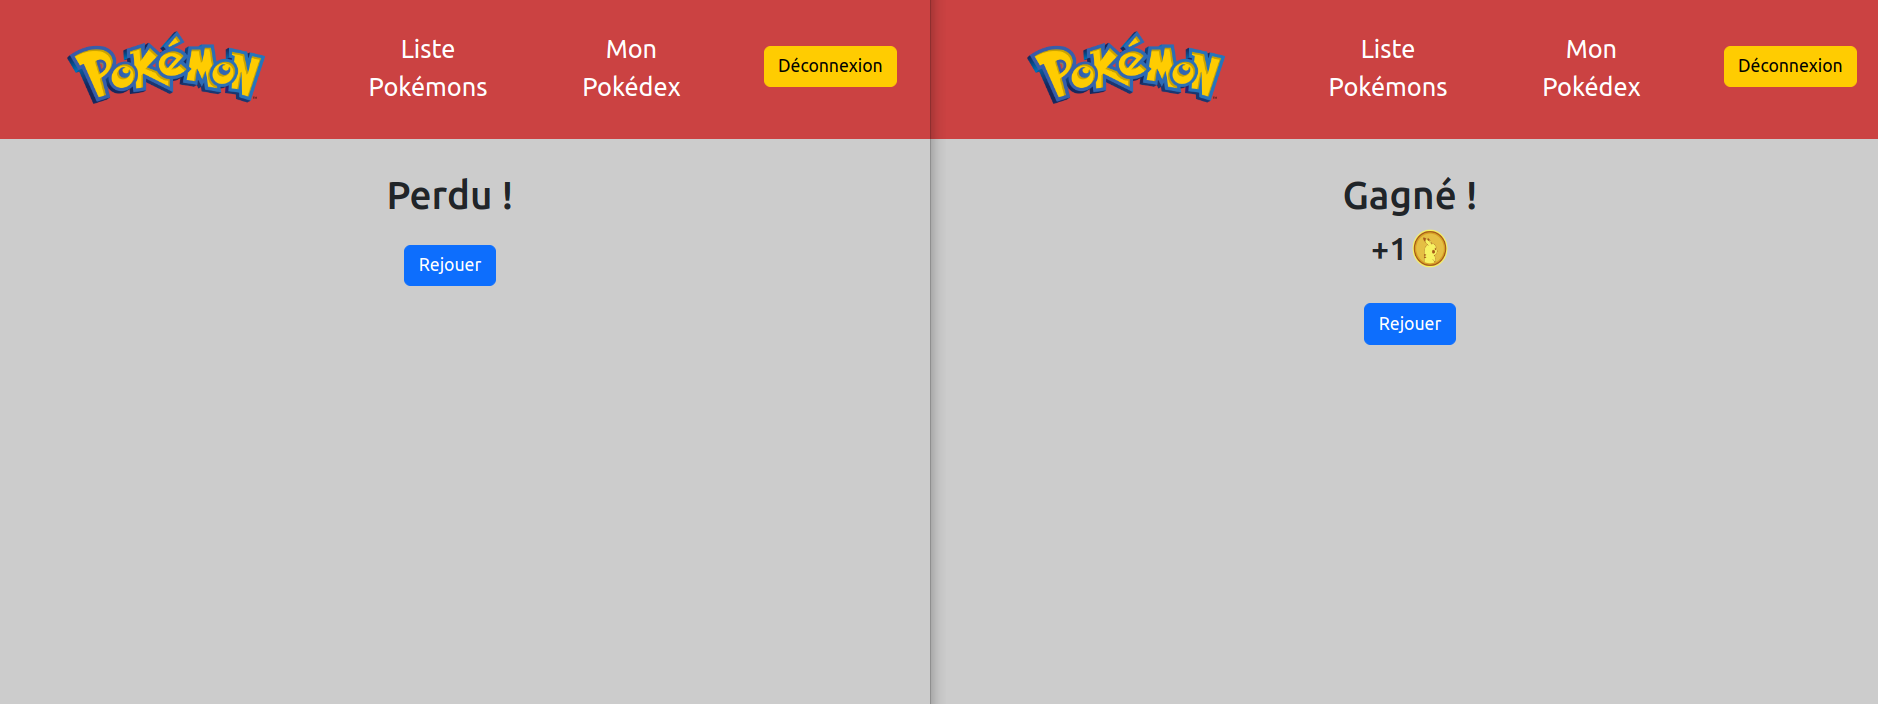 Pokémon
Liste
Pokémons
Mon
Pokédex
Déconnexion
Perdu !
Rejouer
Pokémon
Liste
Pokémons
Mon
Pokédex
Déconnexion
Gagné !
+1
Rejouer